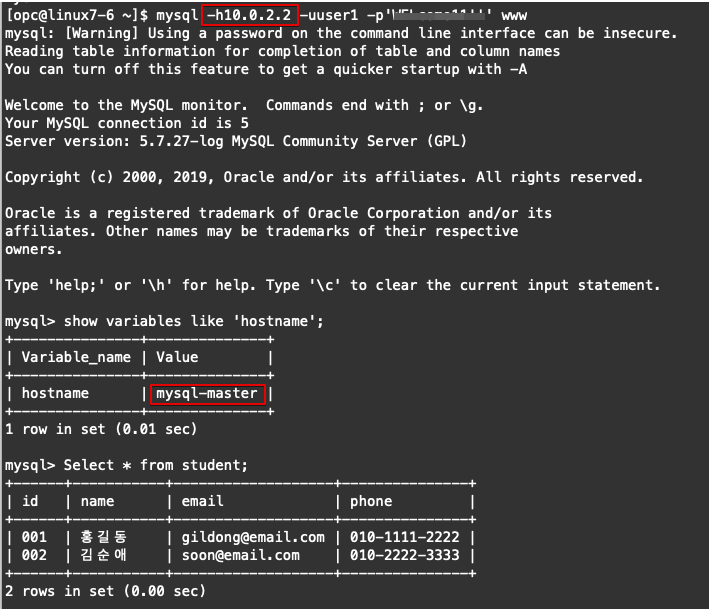 [opc@linux7-6 ~]$ mysql -h10.0.2.2 -uuser1 -p' ' www
mysql: [Warning] Using a password on the command line interface can be insecure.
Reading table information for completion of table and column names
You can turn off this feature to get a quicker startup with -A
Welcome to the MySQL monitor.  Commands end with ; or \g.
Your MySQL connection id is 5
Server version: 5.7.27-log MySQL Community Server (GPL)
Copyright (c) 2000, 2019, Oracle and/or its affiliates. All rights reserved.
Oracle is a registered trademark of Oracle Corporation and/or its
affiliates. Other names may be trademarks of their respective
owners.
Type 'help;' or '\h' for help. Type '\c' to clear the current input statement.
mysql> show variables like 'hostname';
+---------------+--------------+
| Variable_name | Value        |
+---------------+--------------+
| hostname      | mysql-master |
+---------------+--------------+
1 row in set (0.01 sec)
mysql> Select * from student;
+------+-----------+-------------------+---------------+
| id   | name      | email             | phone         |
+------+-----------+-------------------+---------------+
| 001  | 홍길동    | gildong@email.com | 010-1111-2222 |
| 002  | 김순애    | soon@email.com    | 010-2222-3333 |
+------+-----------+-------------------+---------------+
2 rows in set (0.00 sec)